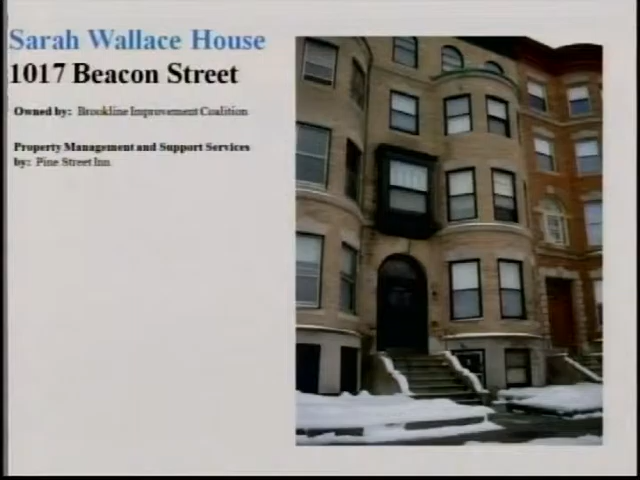 Sarah Wallace House
1017 Beacon Street
Owned by: Brookline Improvement Coalition
Property Management and Support Services
by: Pine Street Inn